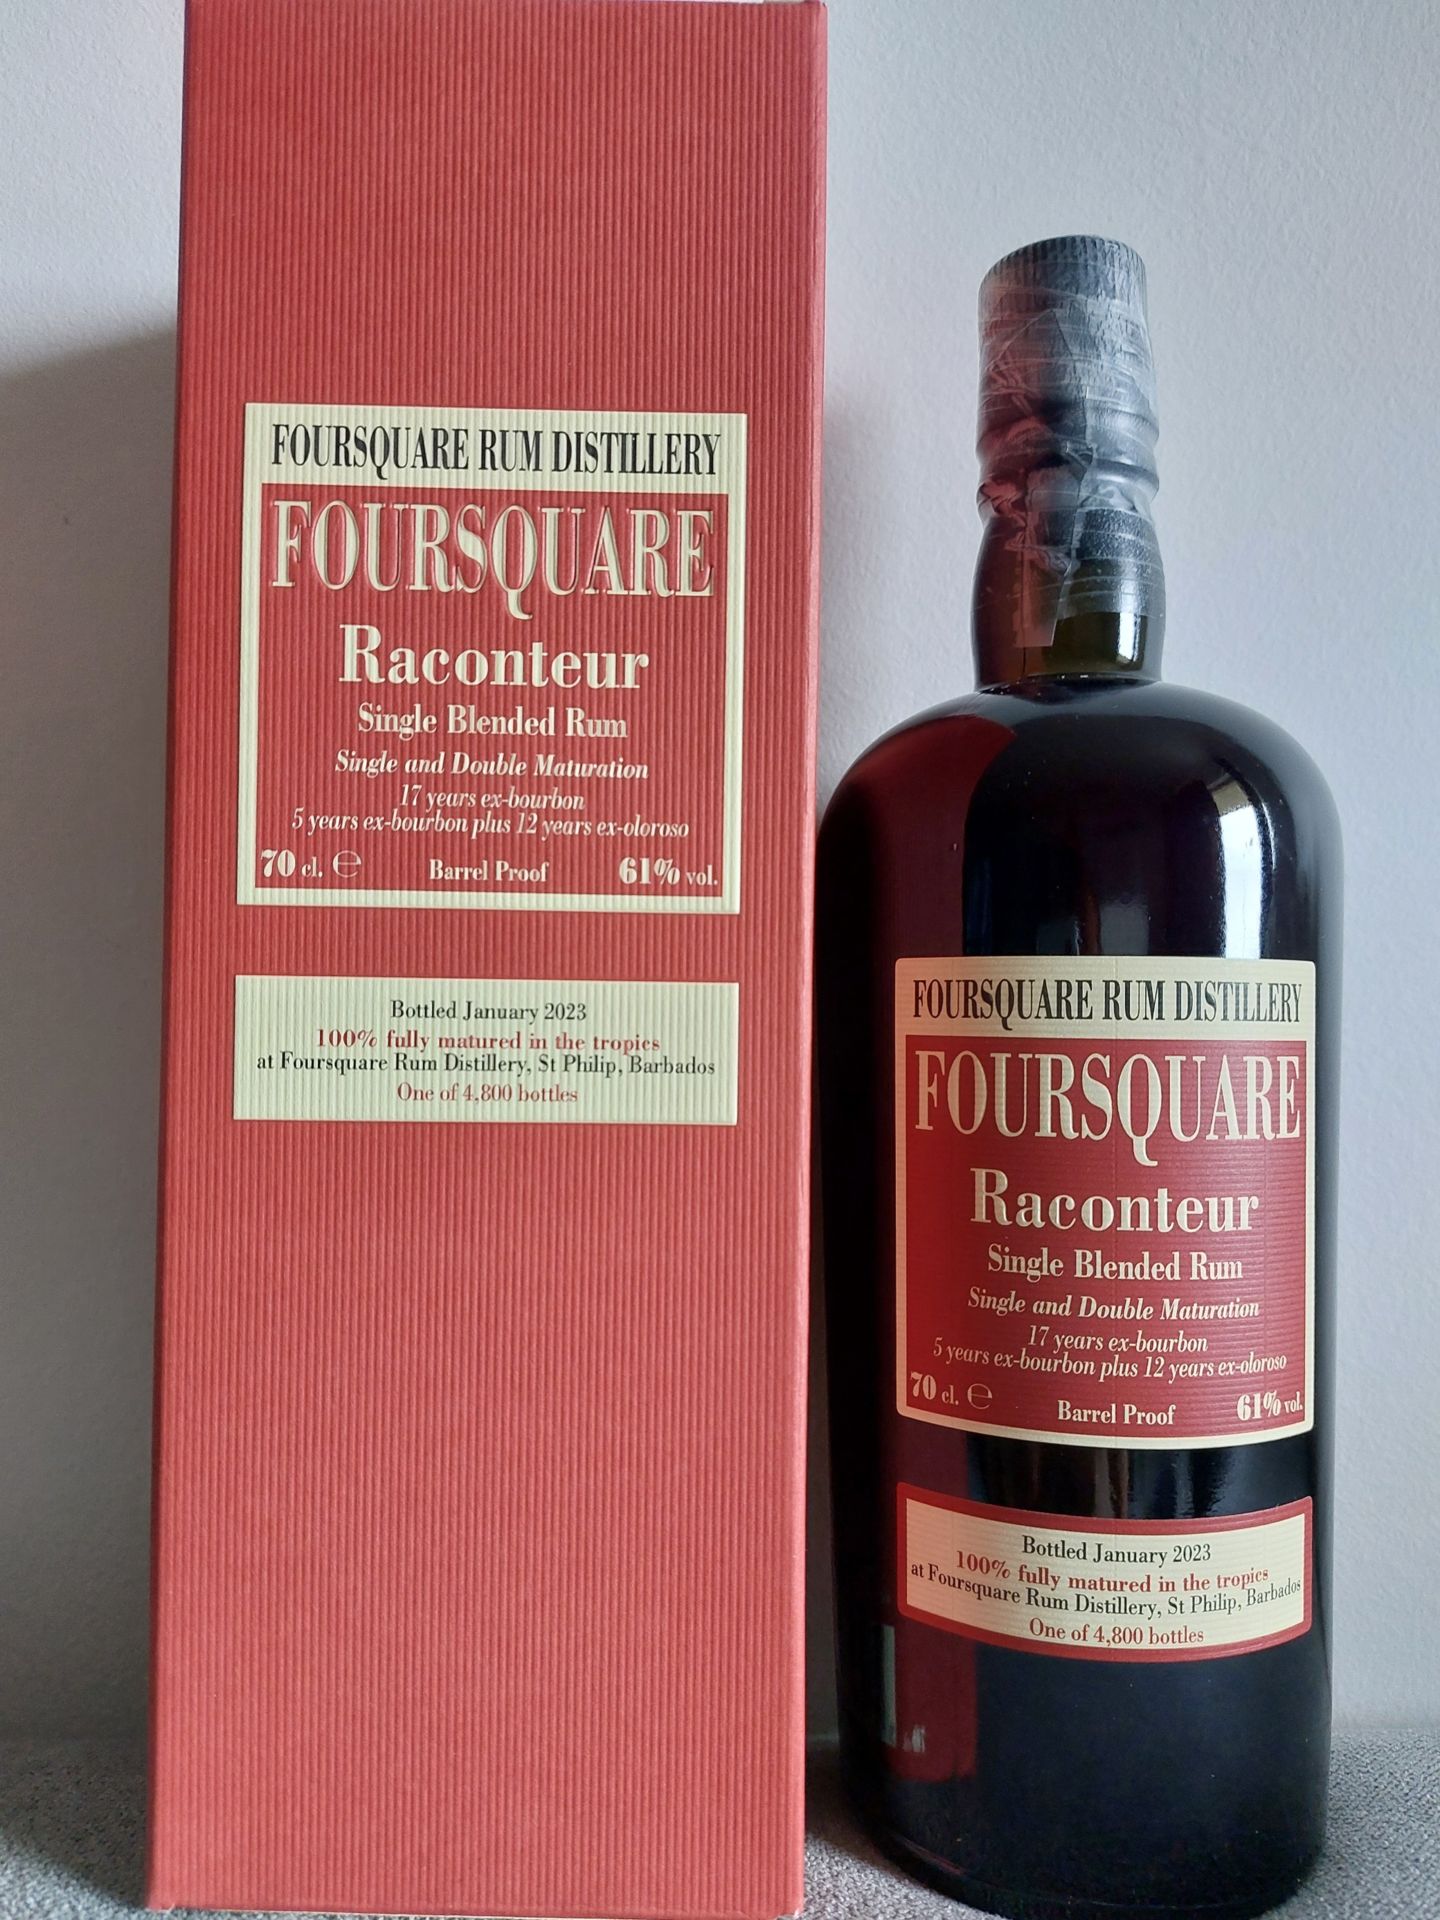 FOURSQUARE RUM DISTILLERY
FOURSQUARE
Raconteur
Single Blended Rum
Single and Double Maturation
17 years ex-bourbon
5 years ex-bourbon plus 12 years ex-oloroso
70 cl. ℮ Barrel Proof 61% vol.
Bottled January 2023
100% fully matured in the tropics
at Foursquare Rum Distillery, St Philip, Barbados
One of 4,800 bottles
FOURSQUARE RUM DISTILLERY
FOURSQUARE
Raconteur
Single Blended Rum
Single and Double Maturation
17 years ex-bourbon
5 years ex-bourbon plus 12 years ex-oloroso
70 cl. ℮ Barrel Proof 61% vol.
Bottled January 2023
100% fully matured in the tropics
at Foursquare Rum Distillery, St Philip, Barbados
One of 4,800 bottles